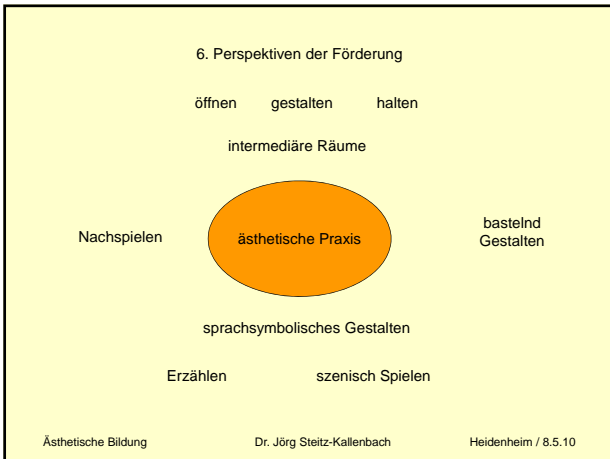 6. Perspektiven der Förderung
öffnen gestalten halten
intermediäre Räume
Nachspielen
ästhetische Praxis
bastelnd
Gestalten
sprachsymbolisches Gestalten
Erzählen szenisch Spielen
Ästhetische Bildung Dr. Jörg Steitz-Kallenbach Heidenheim / 8.5.10